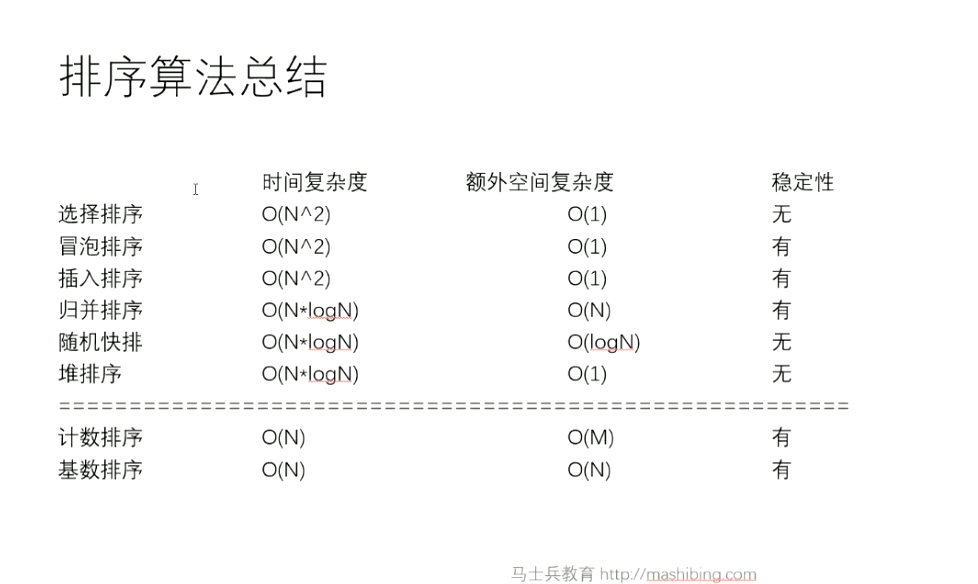 排序算法总结
时间复杂度 额外空间复杂度 稳定性
选择排序 O(N^2) O(1) 无
冒泡排序 O(N^2) O(1) 有
插入排序 O(N^2) O(1) 有
归并排序 O(N*logN) O(N) 有
随机快排 O(N*logN) O(logN) 无
堆排序 O(N*logN) O(1) 无
========================================================
计数排序 O(N) O(M) 有
基数排序 O(N) O(N) 有
马士兵教育 http://mashibing.com